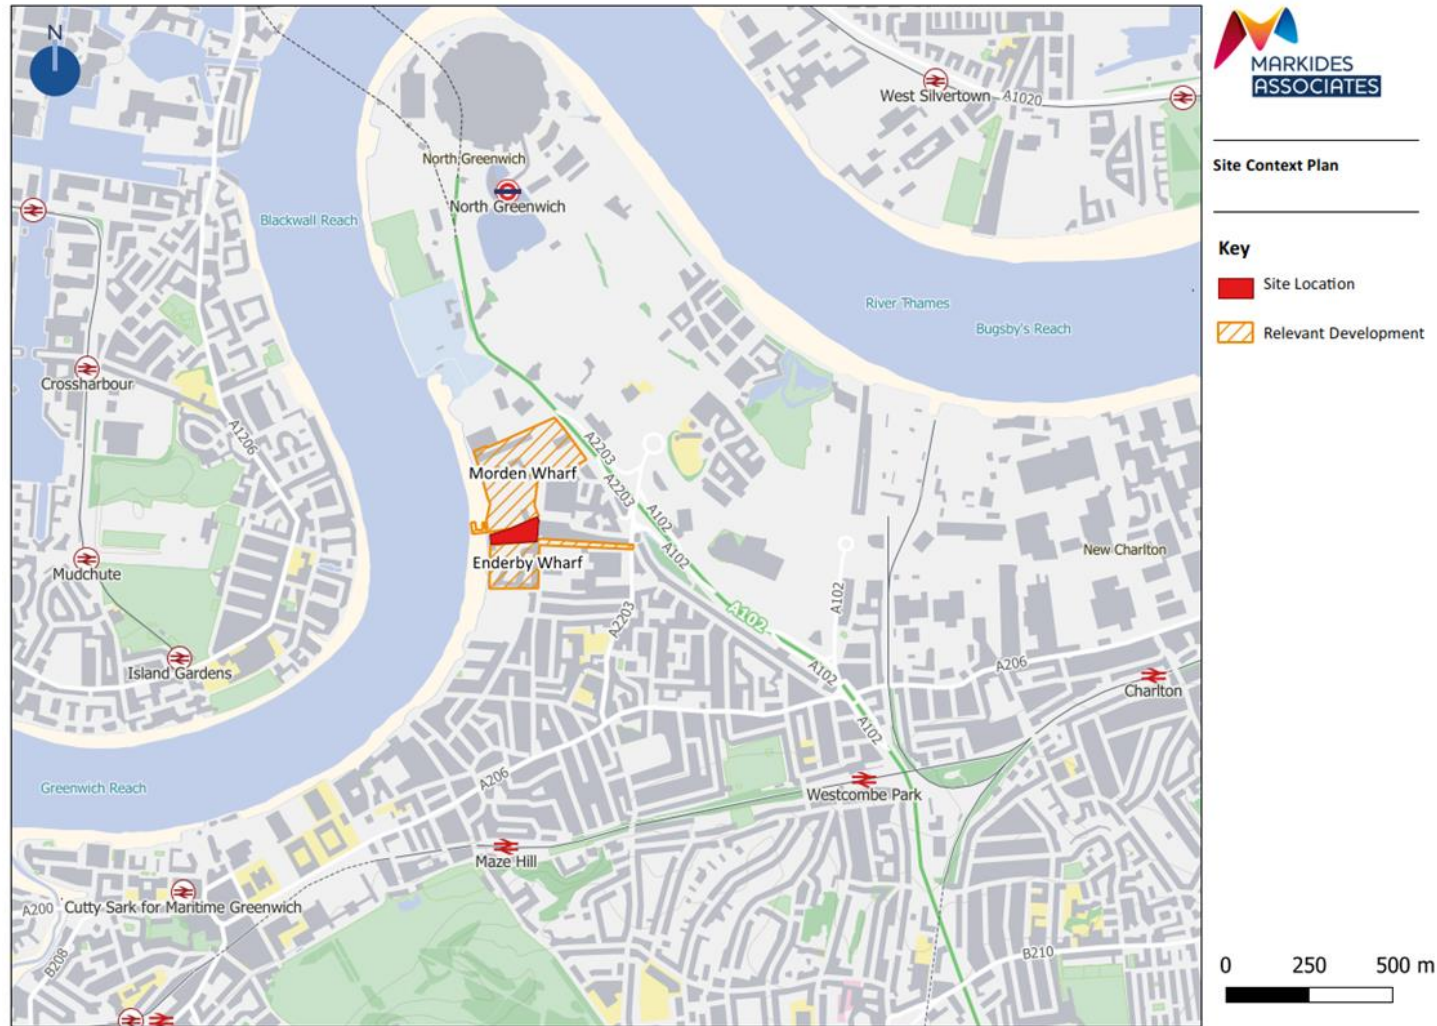 N
MARKIDES
ASSOCIATES
Site Context Plan
Key
Site Location
Relevant Development
0 250 500 m
West Silvertown
A1020
North Greenwich
North Greenwich
Blackwall Reach
River Thames
Bugsby's Reach
Crossharbour
A1206
A2203
Morden Wharf
A2203
A102
A102
Enderby Wharf
New Charlton
Mudchute
A102
A2203
A102
Island Gardens
A102
A206
Charlton
A102
Greenwich Reach
A206
Westcombe Park
Maze Hill
A200
Cutty Sark for Maritime Greenwich
B208
B210